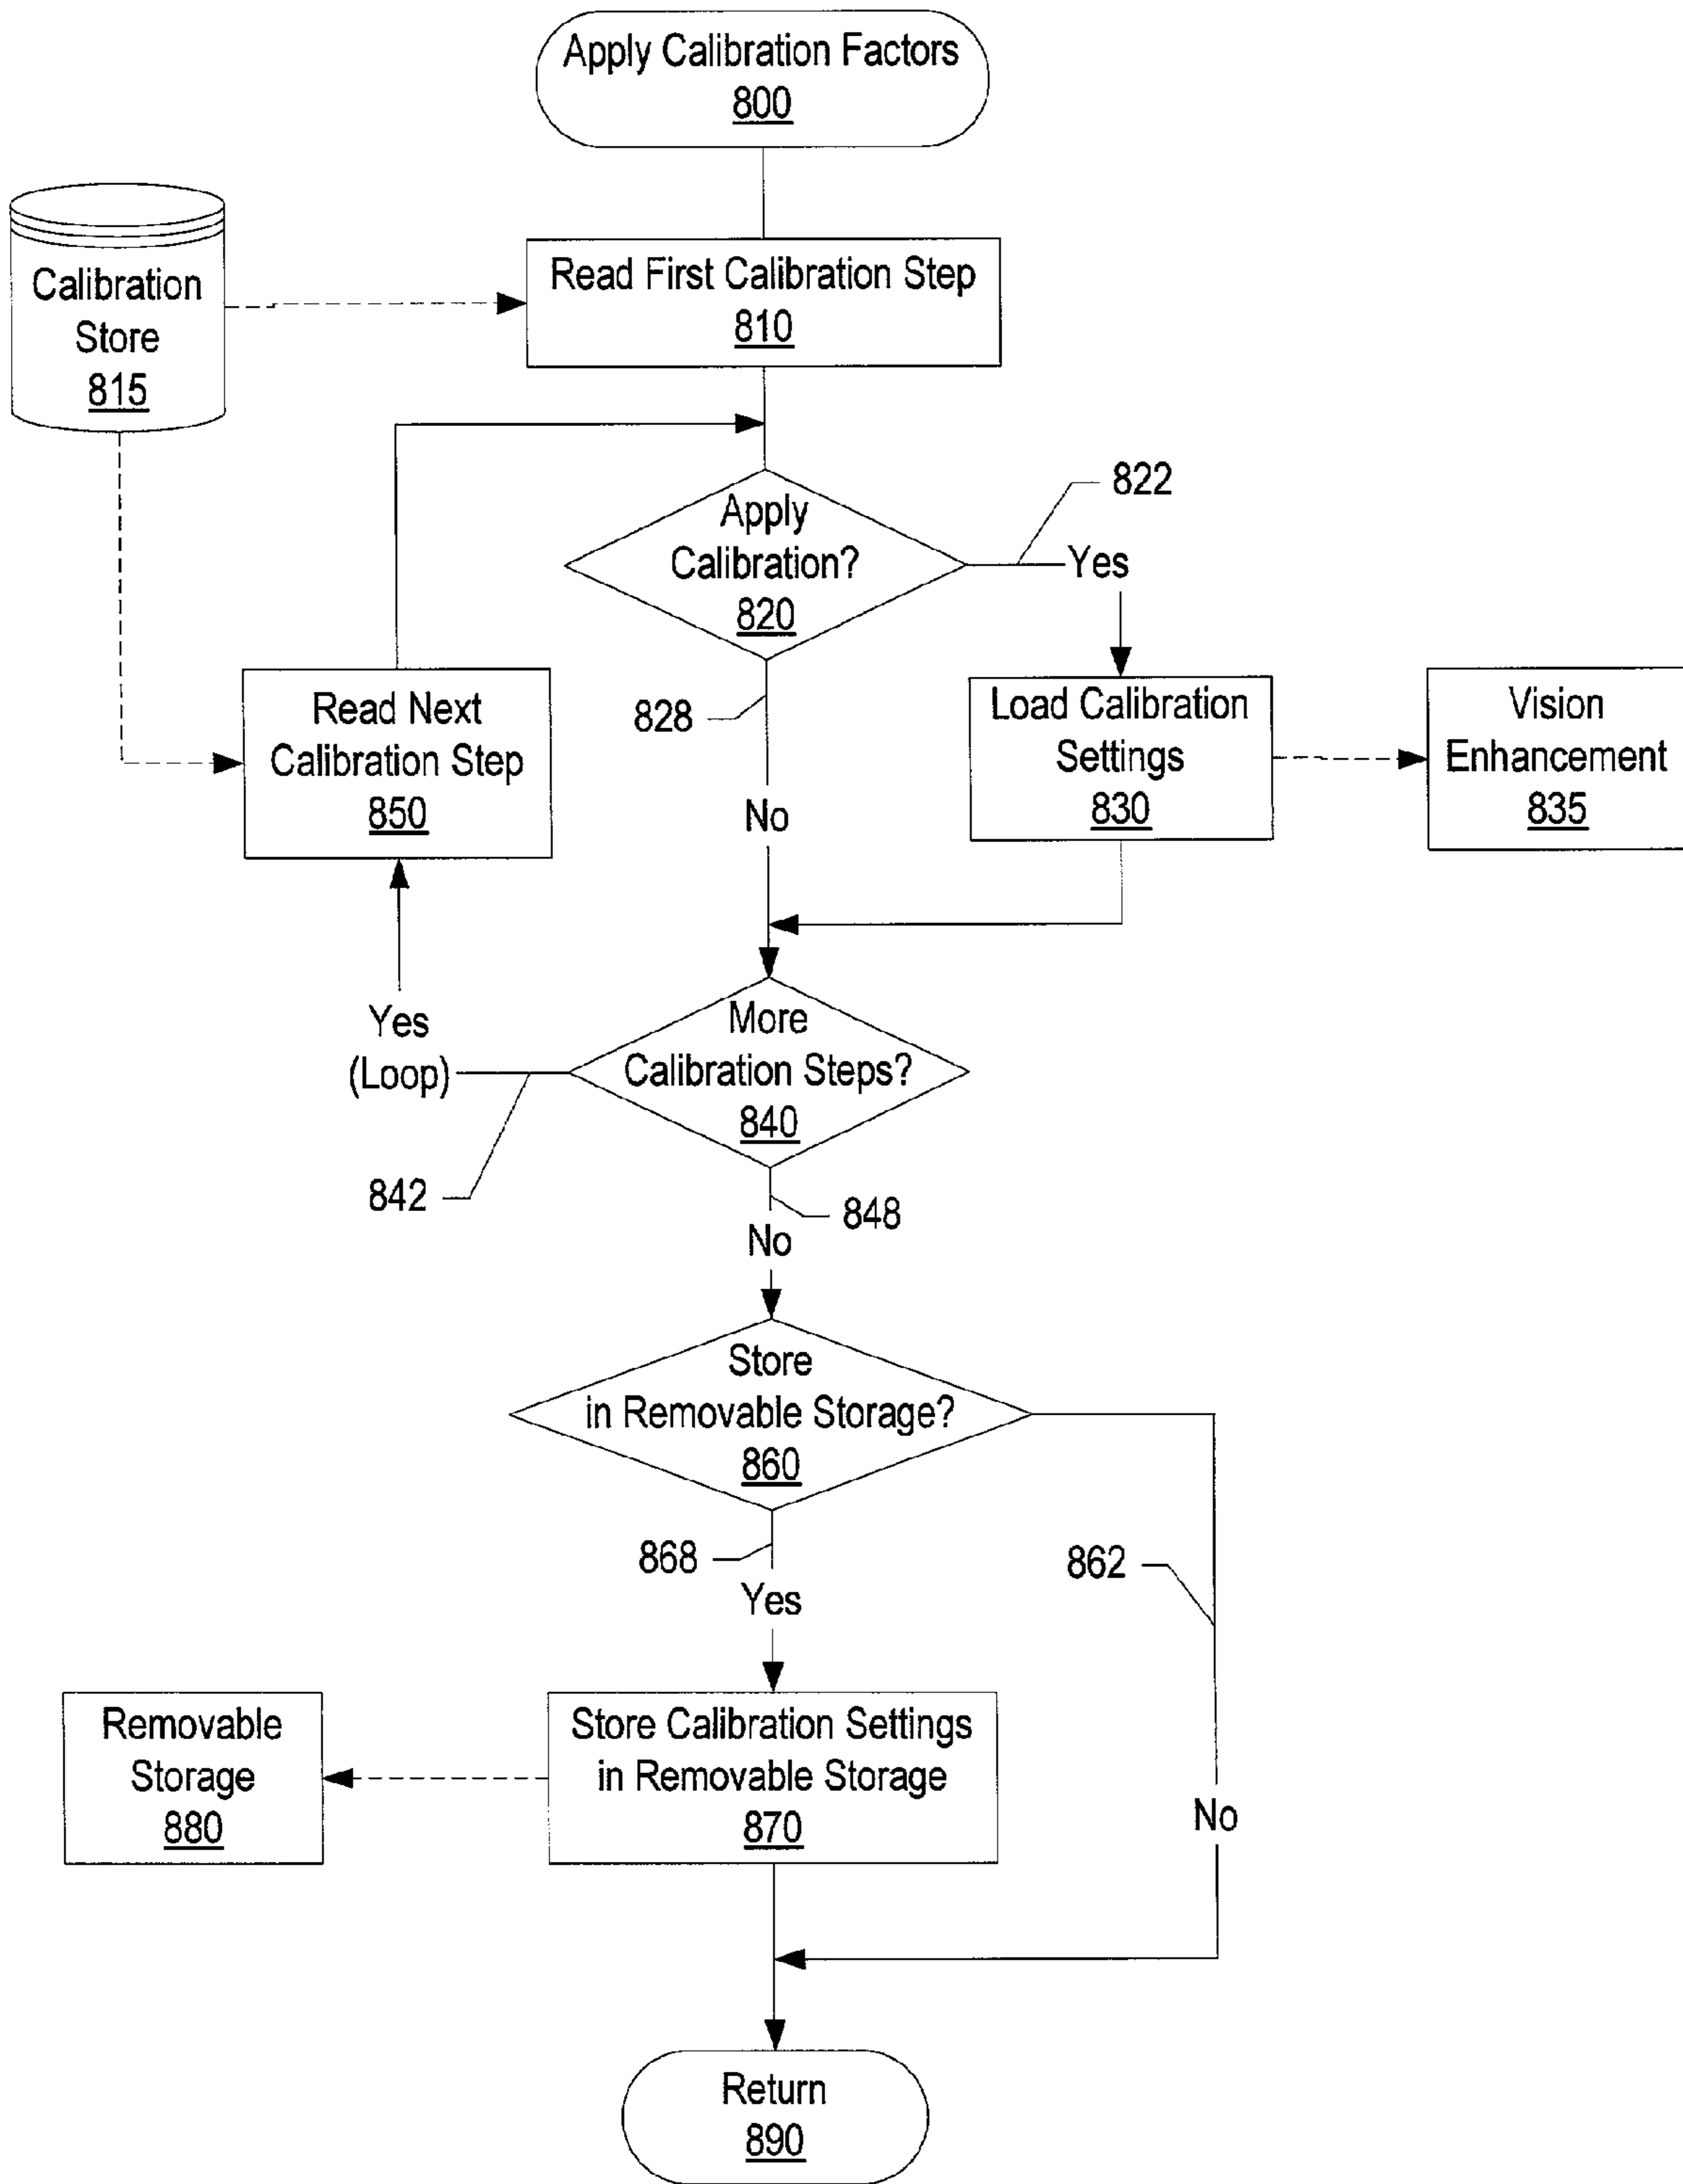 Apply Calibration Factors
800
Calibration
Store
815
Read First Calibration Step
810
Apply
Calibration?
820
822
Yes
Read Next
Calibration Step
850
828
No
Load Calibration
Settings
830
Vision
Enhancement
835
Yes
(Loop)
More
Calibration Steps?
840
842
848
No
Store
in Removable Storage?
860
868
Yes
862
Removable
Storage
880
Store Calibration Settings
in Removable Storage
870
No
Return
890